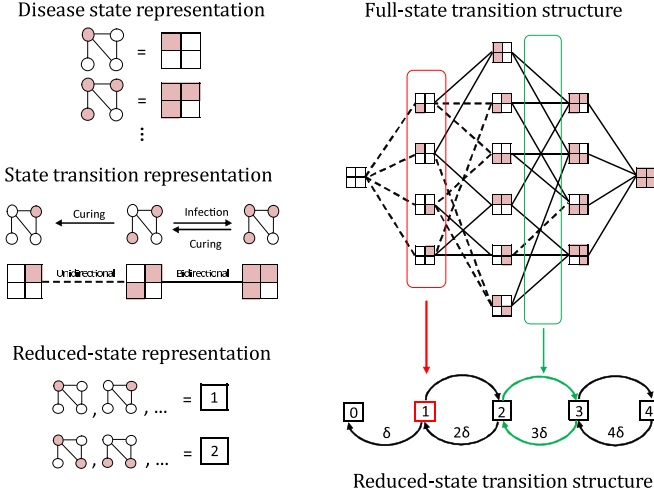 Disease state representation
=
=
⋮
State transition representation
Curing
Infection
Curing
Unidirectional
Bidirectional
Reduced-state representation
, , ... = 1
, , ... = 2
Full-state transition structure
0 1 2 3 4
δ 2δ 3δ 4δ
Reduced-state transition structure